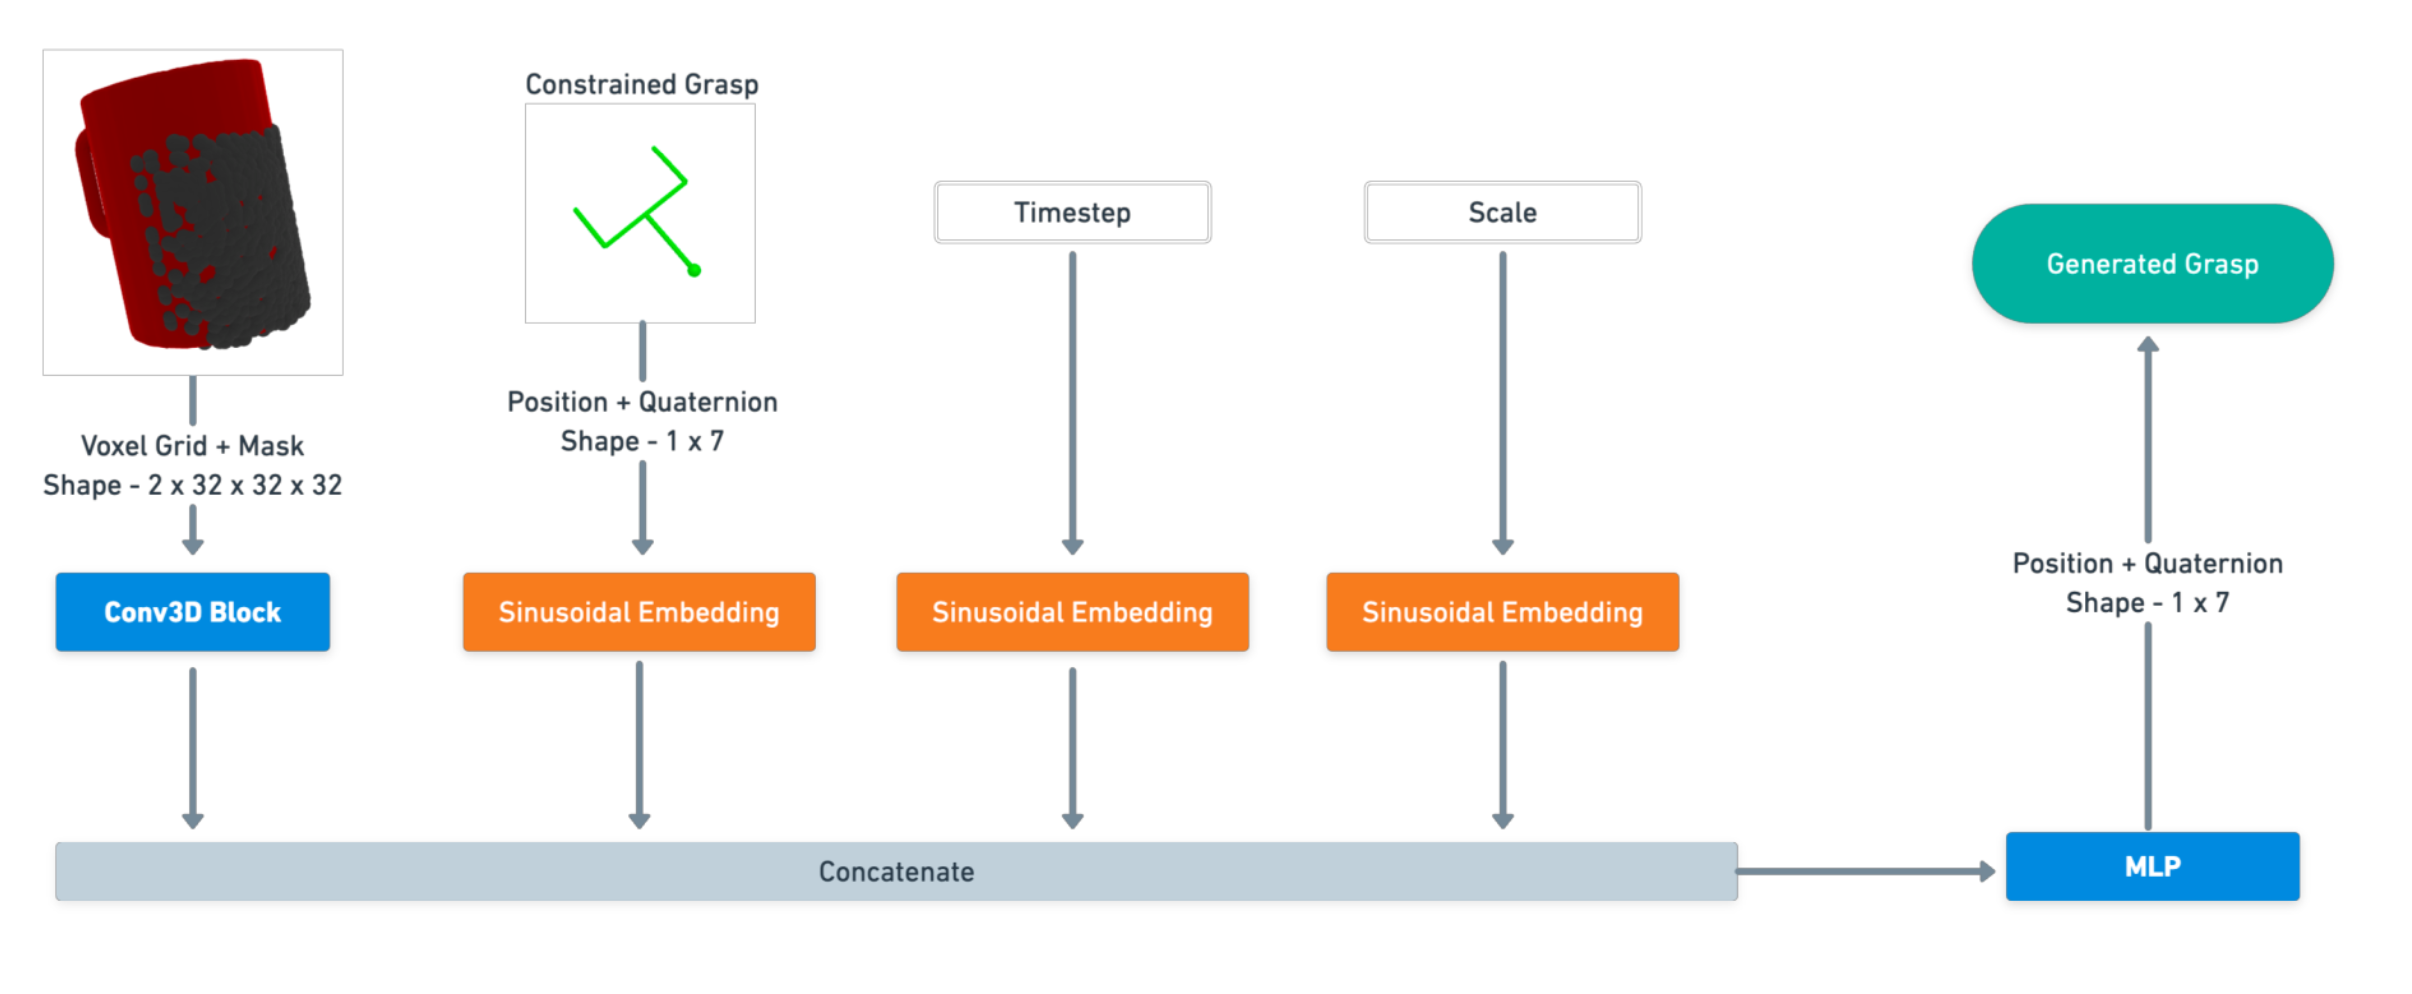 Constrained Grasp
Timestep
Scale
Generated Grasp
Position + Quaternion
Shape - 1 x 7
Voxel Grid + Mask
Shape - 2 x 32 x 32 x 32
Position + Quaternion
Shape - 1 x 7
Conv3D Block
Sinusoidal Embedding
Sinusoidal Embedding
Sinusoidal Embedding
Concatenate
MLP